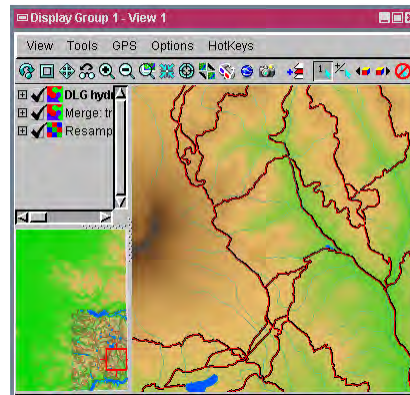 Display Group 1 - View 1
View Tools GPS Options HotKeys
1
DLG hydr
Merge: tr
Resamp